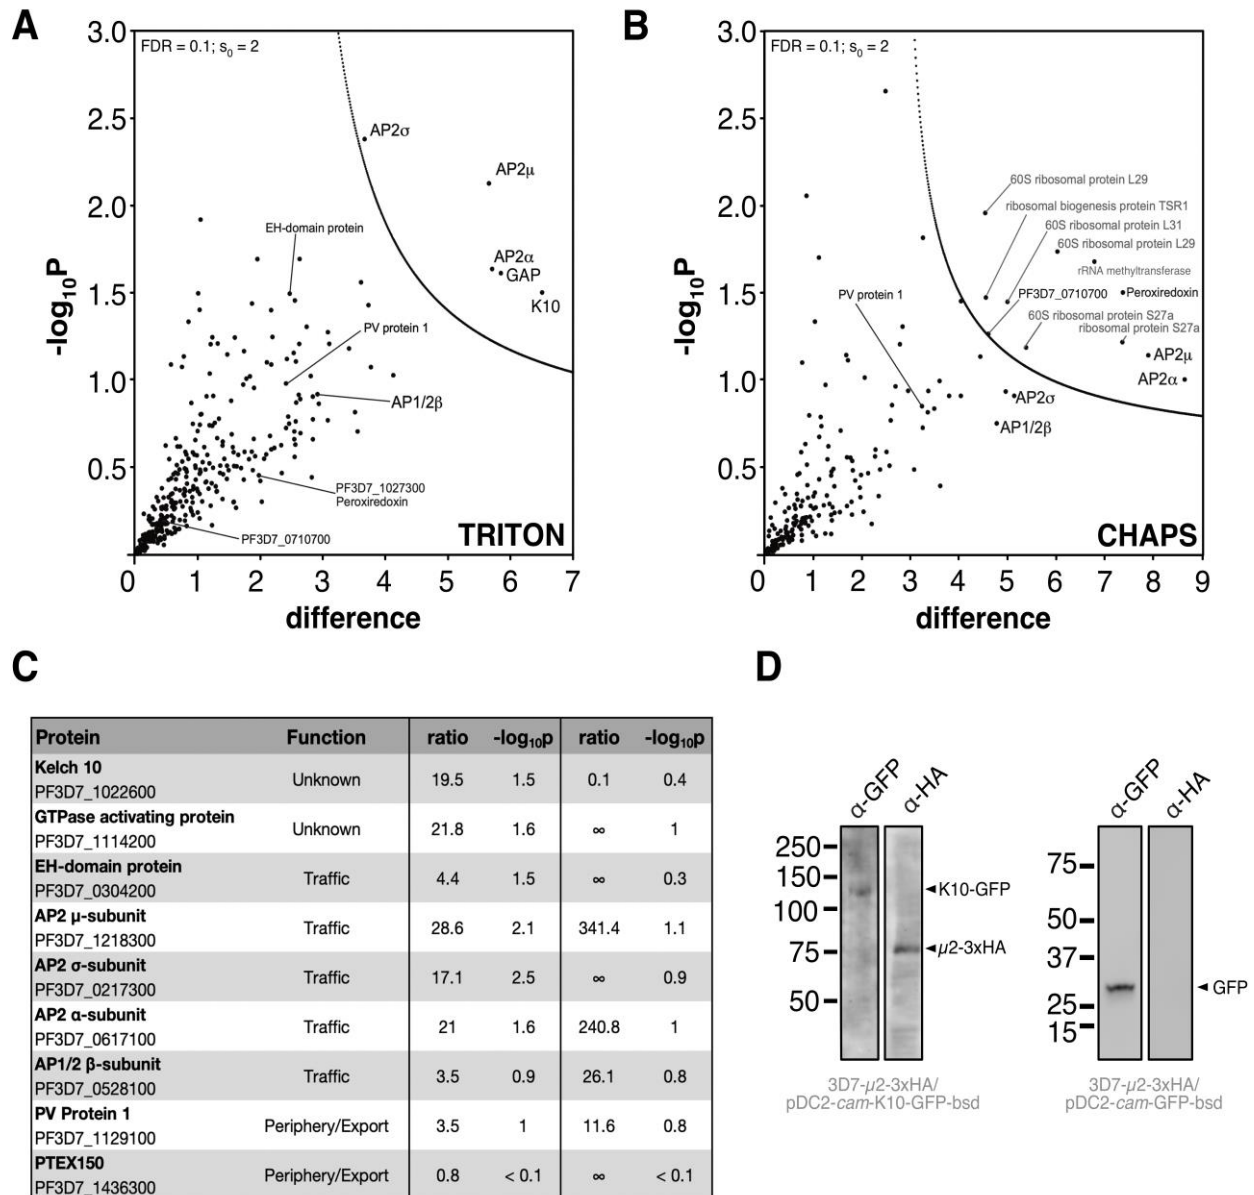 A
3.0
FDR = 0.1; s0 = 2
2.5
2.0
1.5
1.0
0.5
-log10P
AP2σ
AP2μ
EH-domain protein
AP2α
GAP
K10
PV protein 1
AP1/2β
PF3D7_1027300
Peroxiredoxin
PF3D7_0710700
TRITON
0 1 2 3 4 5 6 7
difference
B
3.0
FDR = 0.1; s0 = 2
2.5
2.0
1.5
1.0
0.5
-log10P
60S ribosomal protein L29
ribosomal biogenesis protein TSR1
60S ribosomal protein L31
60S ribosomal protein L29
rRNA methyltransferase
PV protein 1
PF3D7_0710700
Peroxiredoxin
60S ribosomal protein S27a
ribosomal protein S27a
AP2μ
AP2α
AP2σ
AP1/2β
CHAPS
0 1 2 3 4 5 6 7 8 9
difference
C
Protein Function ratio -log10p ratio -log10p
Kelch 10
PF3D7_1022600 Unknown 19.5 1.5 0.1 0.4
GTPase activating protein
PF3D7_1114200 Unknown 21.8 1.6 ∞ 1
EH-domain protein
PF3D7_0304200 Traffic 4.4 1.5 ∞ 0.3
AP2 μ-subunit
PF3D7_1218300 Traffic 28.6 2.1 341.4 1.1
AP2 σ-subunit
PF3D7_0217300 Traffic 17.1 2.5 ∞ 0.9
AP2 α-subunit
PF3D7_0617100 Traffic 21 1.6 240.8 1
AP1/2 β-subunit
PF3D7_0528100 Traffic 3.5 0.9 26.1 0.8
PV Protein 1
PF3D7_1129100 Periphery/Export 3.5 1 11.6 0.8
PTEX150
PF3D7_1436300 Periphery/Export 0.8 < 0.1 ∞ < 0.1
D
α-GFP α-HA
250
150
100
75
50
K10-GFP
μ2-3xHA
3D7-μ2-3xHA/
pDC2-cam-K10-GFP-bsd
α-GFP α-HA
75
50
37
25
15
GFP
3D7-μ2-3xHA/
pDC2-cam-GFP-bsd